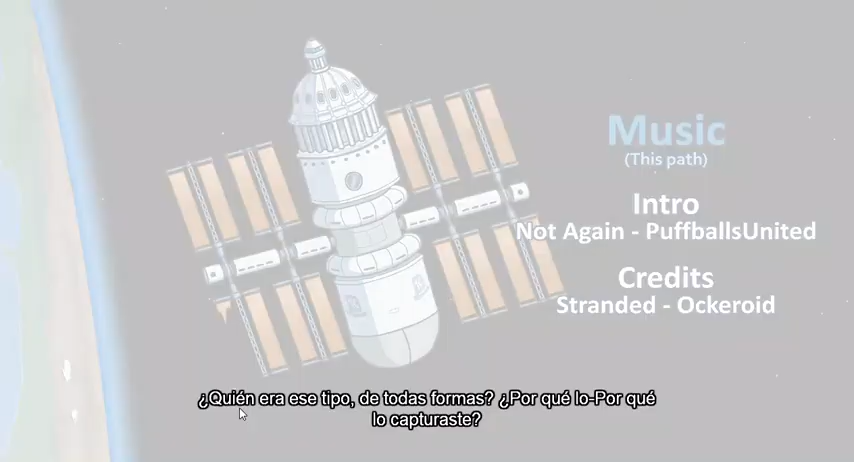 Music
(This path)
Intro
Not Again - PuffballsUnited
Credits
Stranded - Ockeroid
¿Quién era ese tipo, de todas formas? ¿Por qué lo-Por qué
lo capturaste?